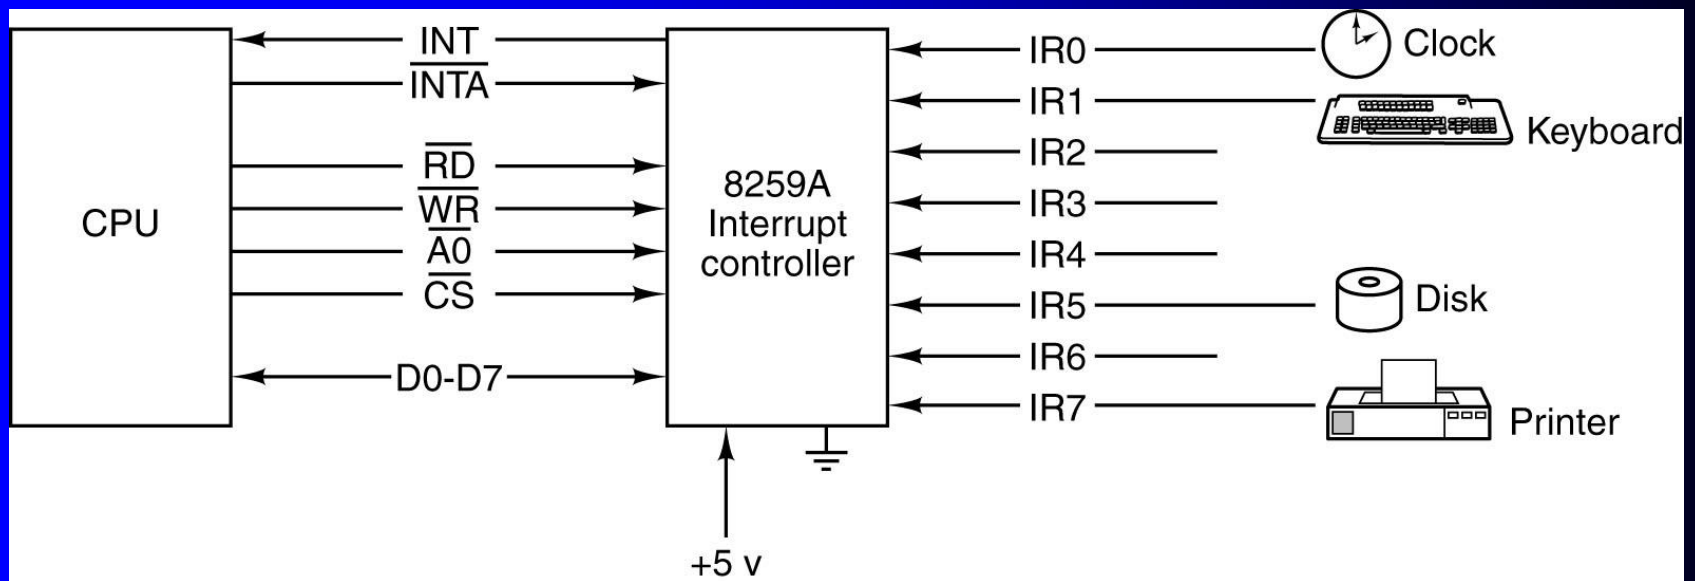 CPU
INT
INTA
RD
WR
A0
CS
D0-D7
8259A
Interrupt
controller
+5 v
IR0
IR1
IR2
IR3
IR4
IR5
IR6
IR7
Clock
Keyboard
Disk
Printer